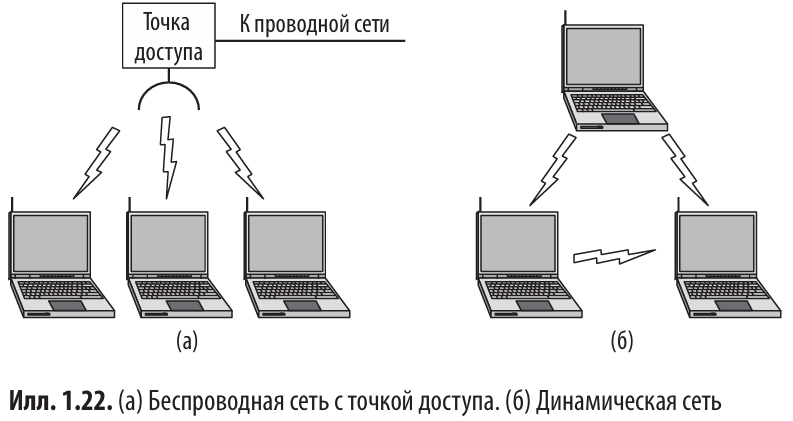 Точка
доступа
К проводной сети
(а)
(б)
Илл. 1.22. (а) Беспроводная сеть с точкой доступа. (б) Динамическая сеть